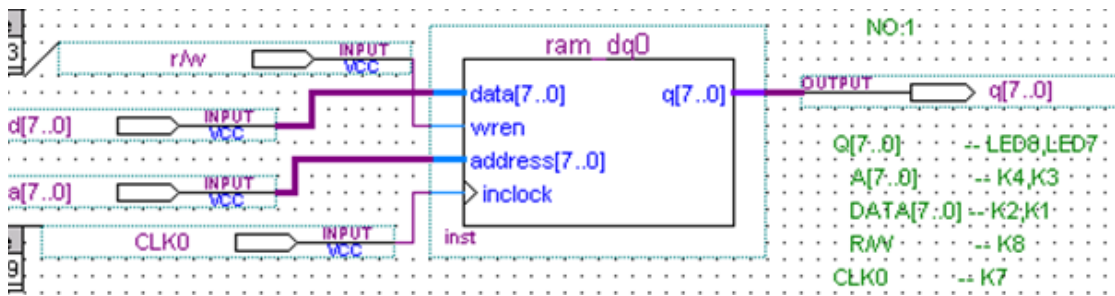 3
r/w
INPUT
VCC
ram_dq0
NO:1
data[7..0]
q[7..0]
OUTPUT
q[7..0]
d[7..0]
INPUT
VCC
wren
Q[7..0] -- LED8,LED7
address[7..0]
a[7..0]
INPUT
VCC
A[7..0] -- K4,K3
inclock
DATA[7..0] -- K2,K1
CLK0
INPUT
VCC
inst
R/W -- K8
9
CLK0 -- K7